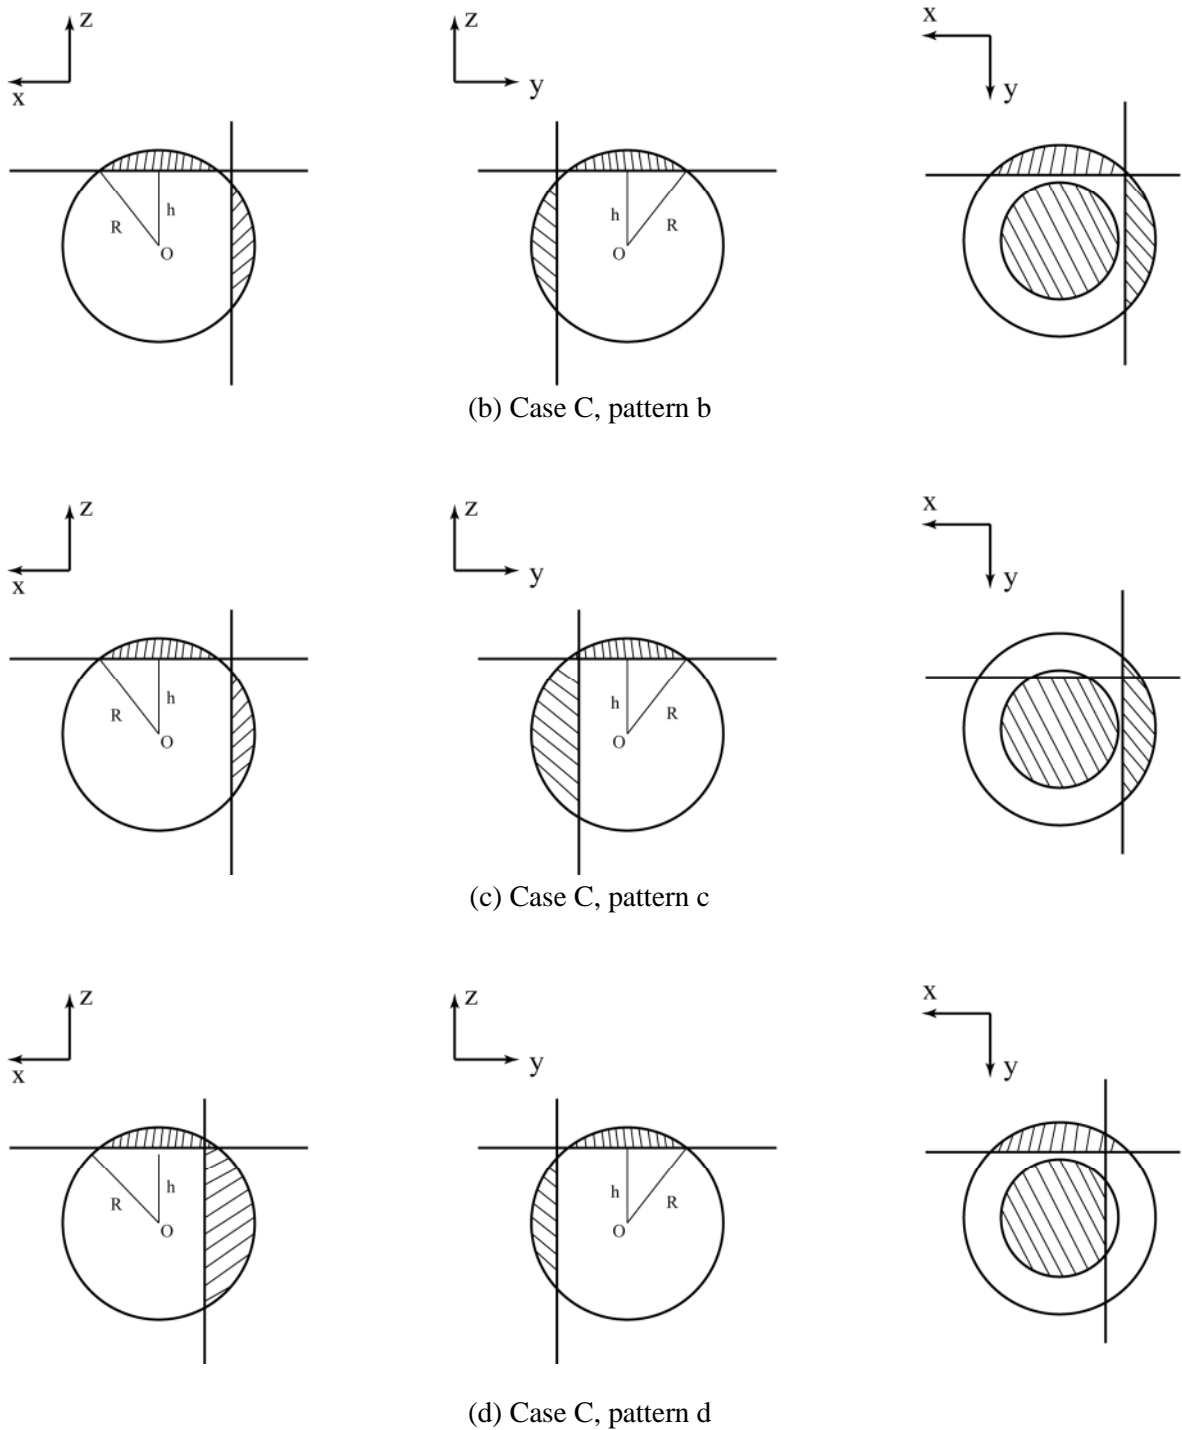 z
x
z
y
x
y
h
R
O
h
R
O
(b) Case C, pattern b
z
x
z
y
x
y
h
R
O
h
R
O
(c) Case C, pattern c
z
x
z
y
x
y
h
R
O
h
R
O
(d) Case C, pattern d